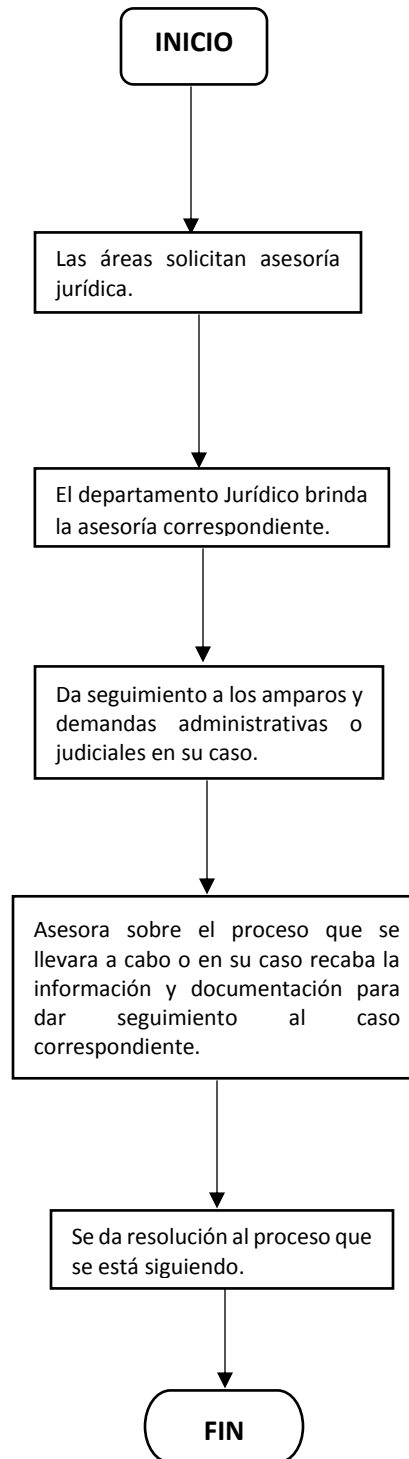 INICIO
Las áreas solicitan asesoría
jurídica.
El departamento Jurídico brinda
la asesoría correspondiente.
Da seguimiento a los amparos y
demandas administrativas o
judiciales en su caso.
Asesora sobre el proceso que se
llevara a cabo o en su caso recaba la
información y documentación para
dar seguimiento al caso
correspondiente.
Se da resolución al proceso que
se está siguiendo.
FIN